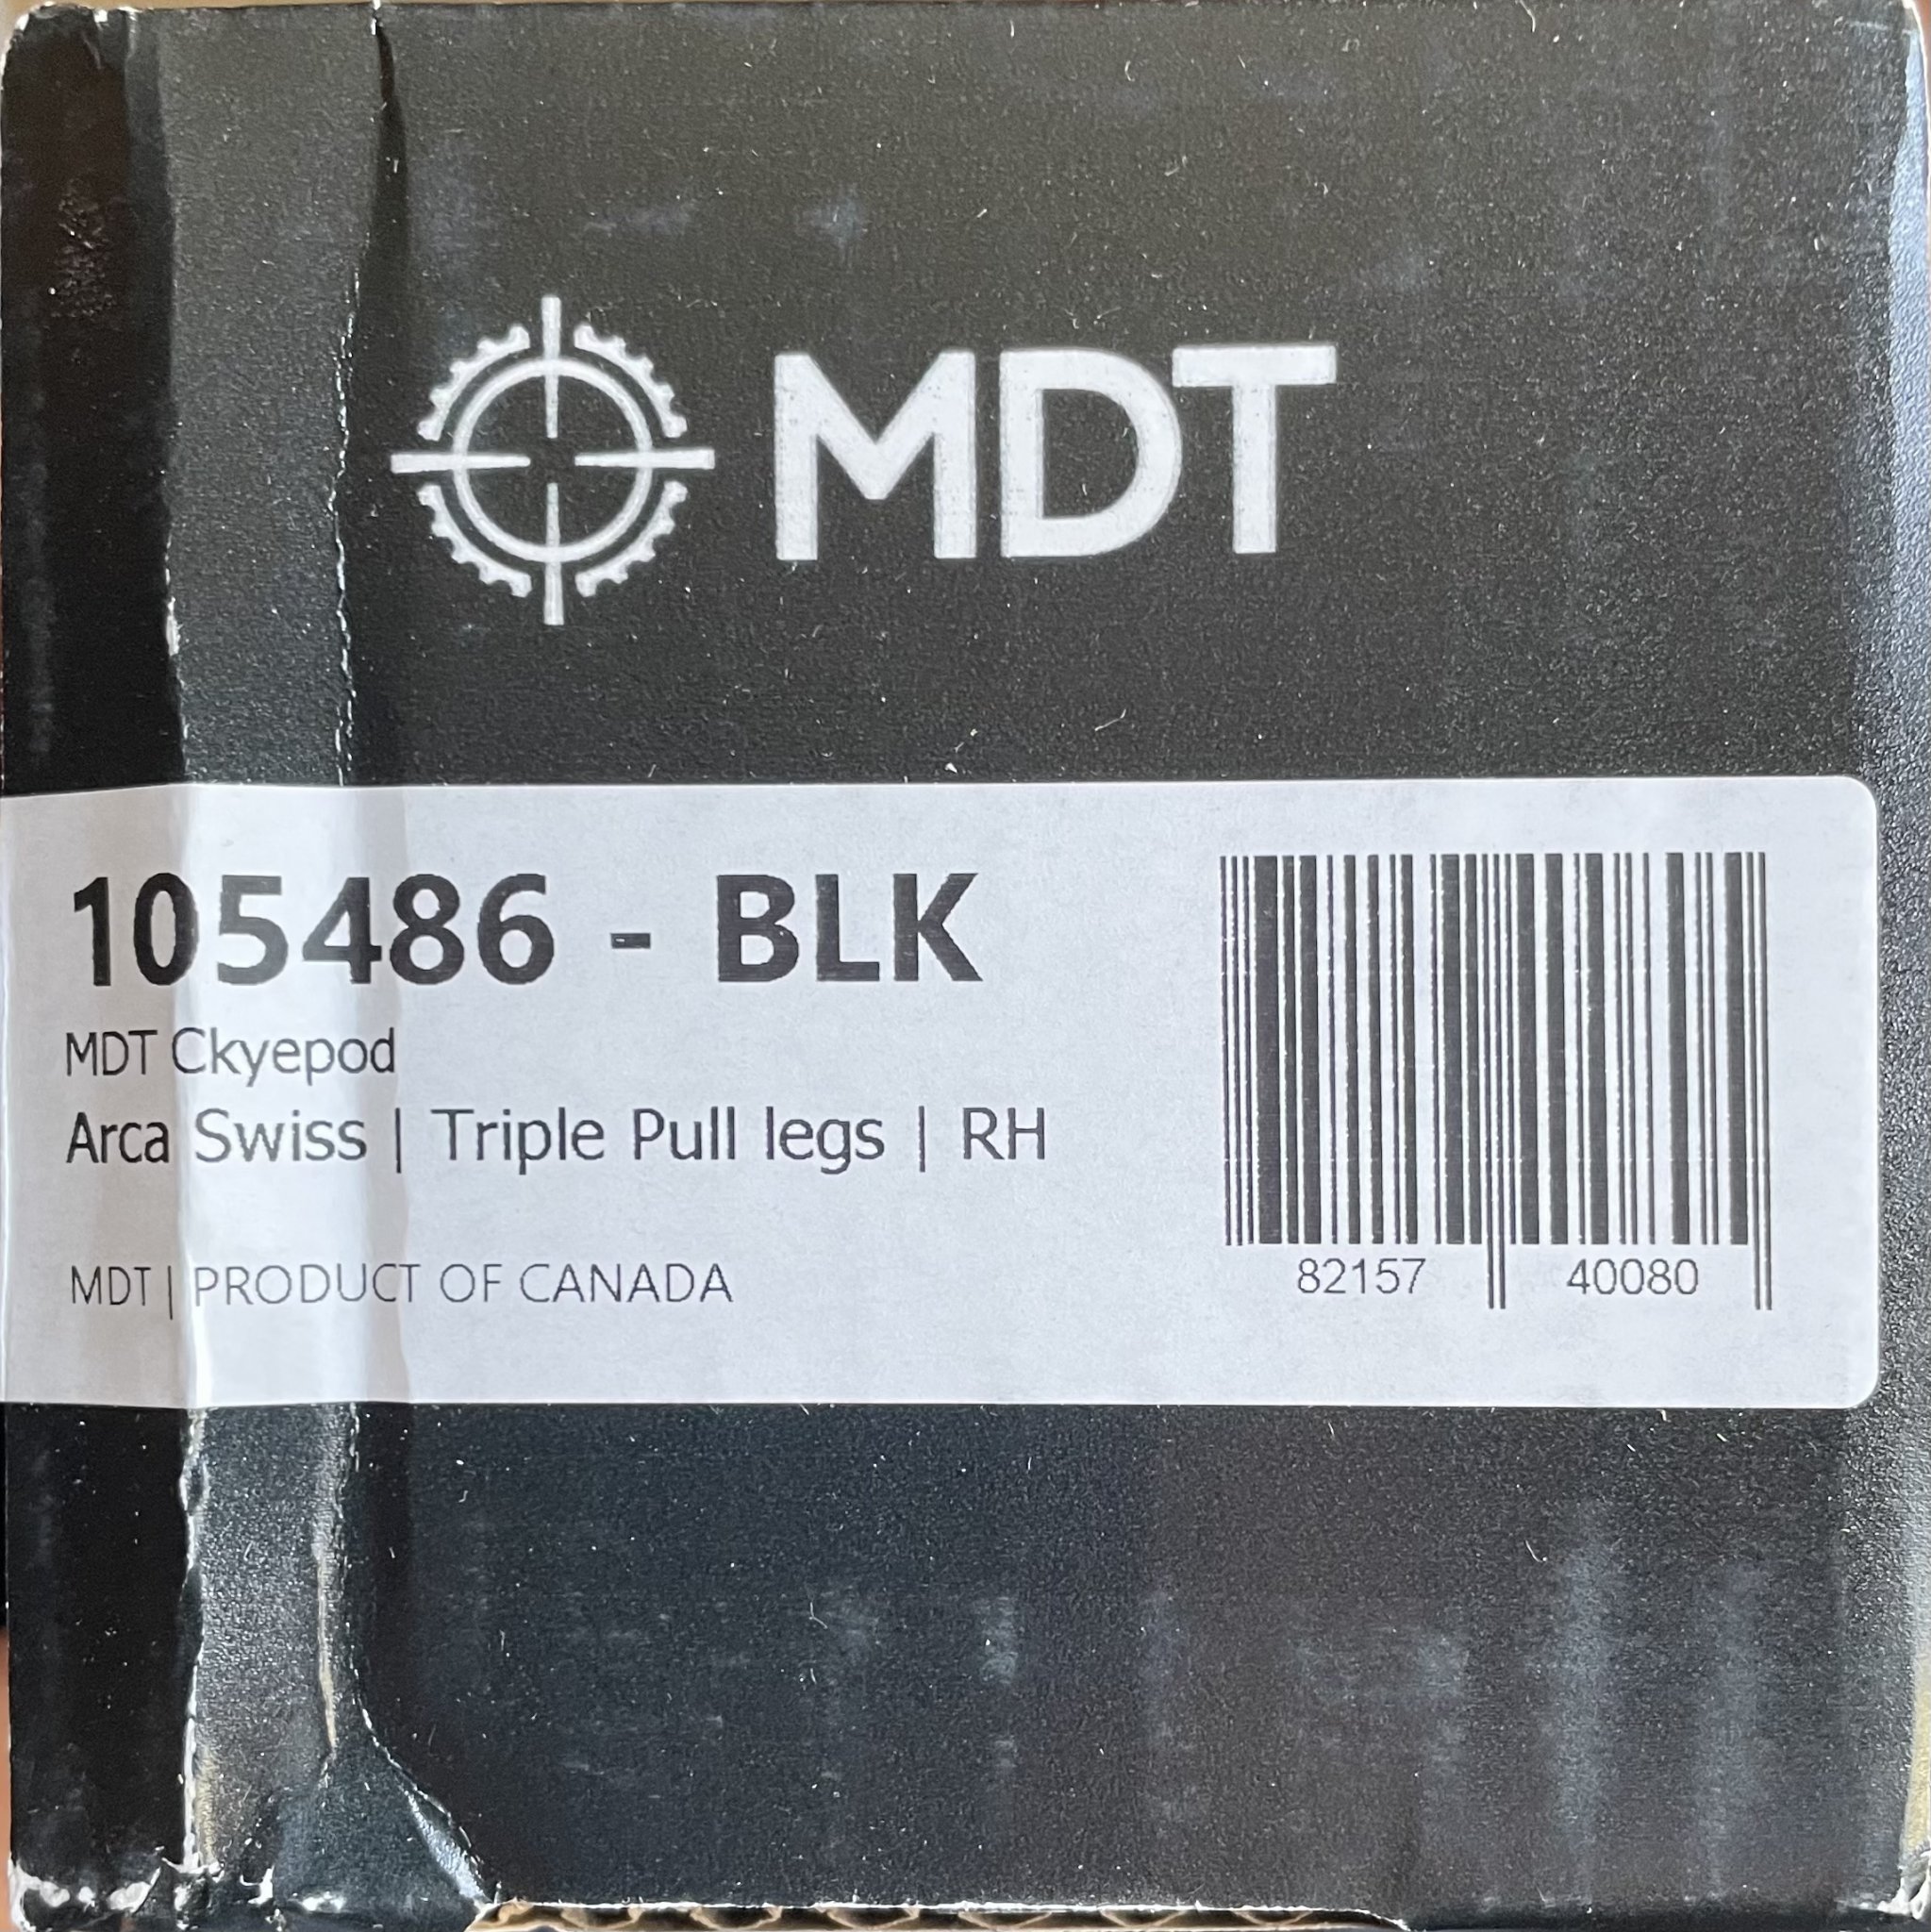 MDT
105486 - BLK
MDT Ckyepod
Arca Swiss | Triple Pull legs | RH
MDT | PRODUCT OF CANADA
82157 40080